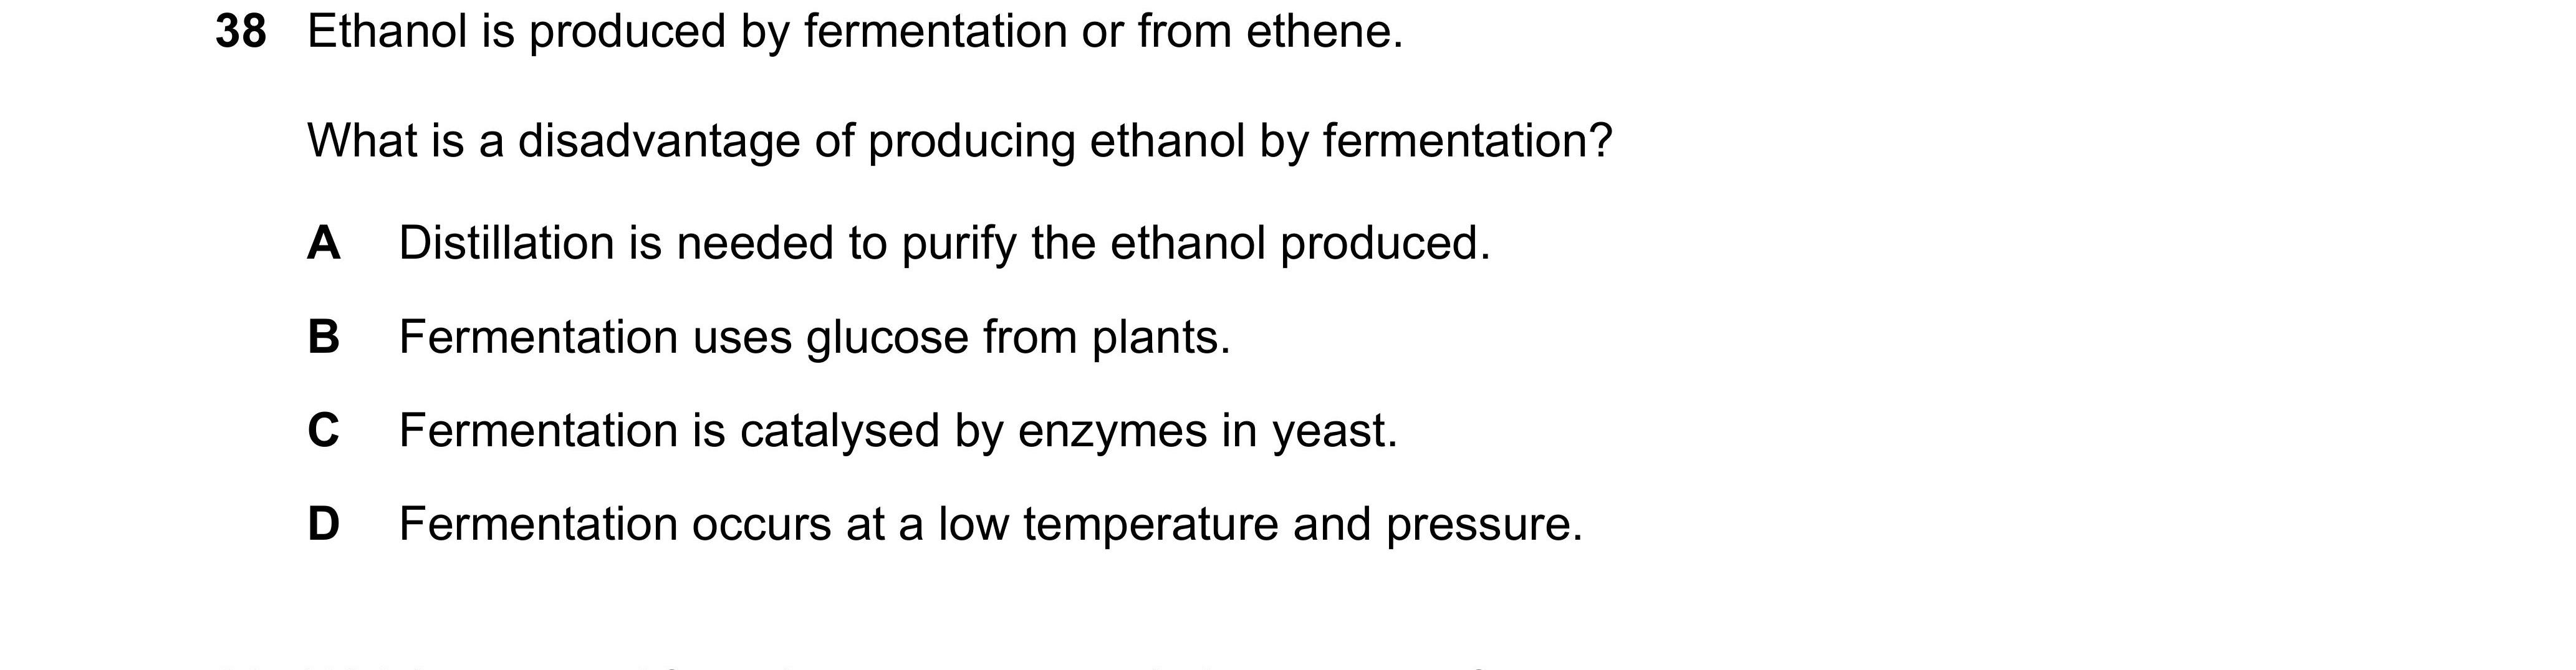 38 Ethanol is produced by fermentation or from ethene.
What is a disadvantage of producing ethanol by fermentation?
A Distillation is needed to purify the ethanol produced.
B Fermentation uses glucose from plants.
C Fermentation is catalysed by enzymes in yeast.
D Fermentation occurs at a low temperature and pressure.